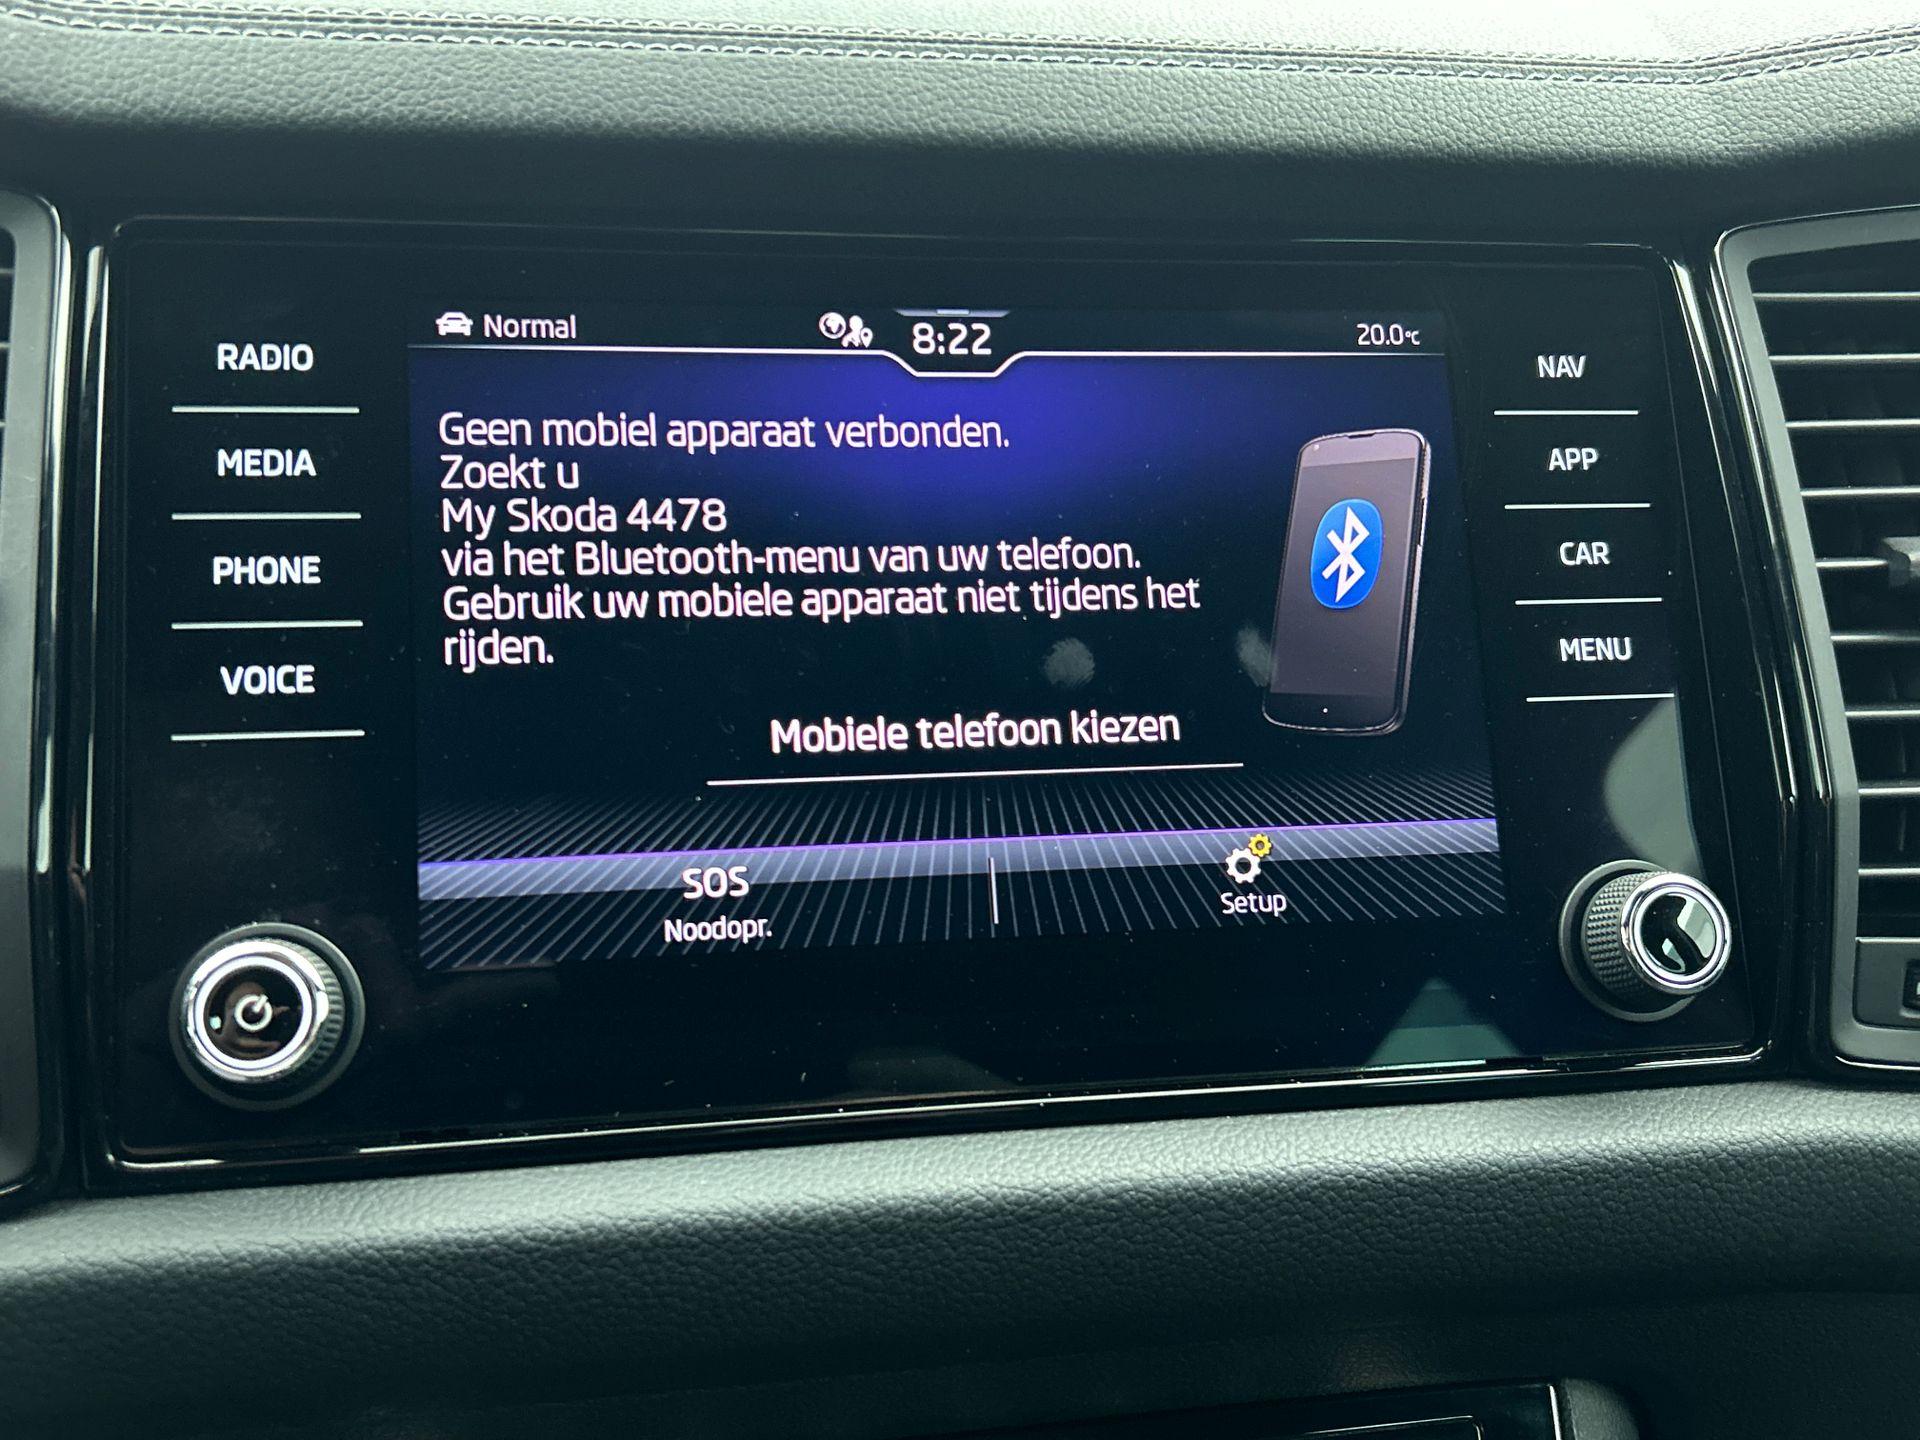 Normal
8:22
20.0°C
RADIO
MEDIA
PHONE
VOICE
Geen mobiel apparaat verbonden.
Zoekt u
My Skoda 4478
via het Bluetooth-menu van uw telefoon.
Gebruik uw mobiele apparaat niet tijdens het
rijden.
Mobiele telefoon kiezen
SOS
Noodopr.
Setup
NAV
APP
CAR
MENU